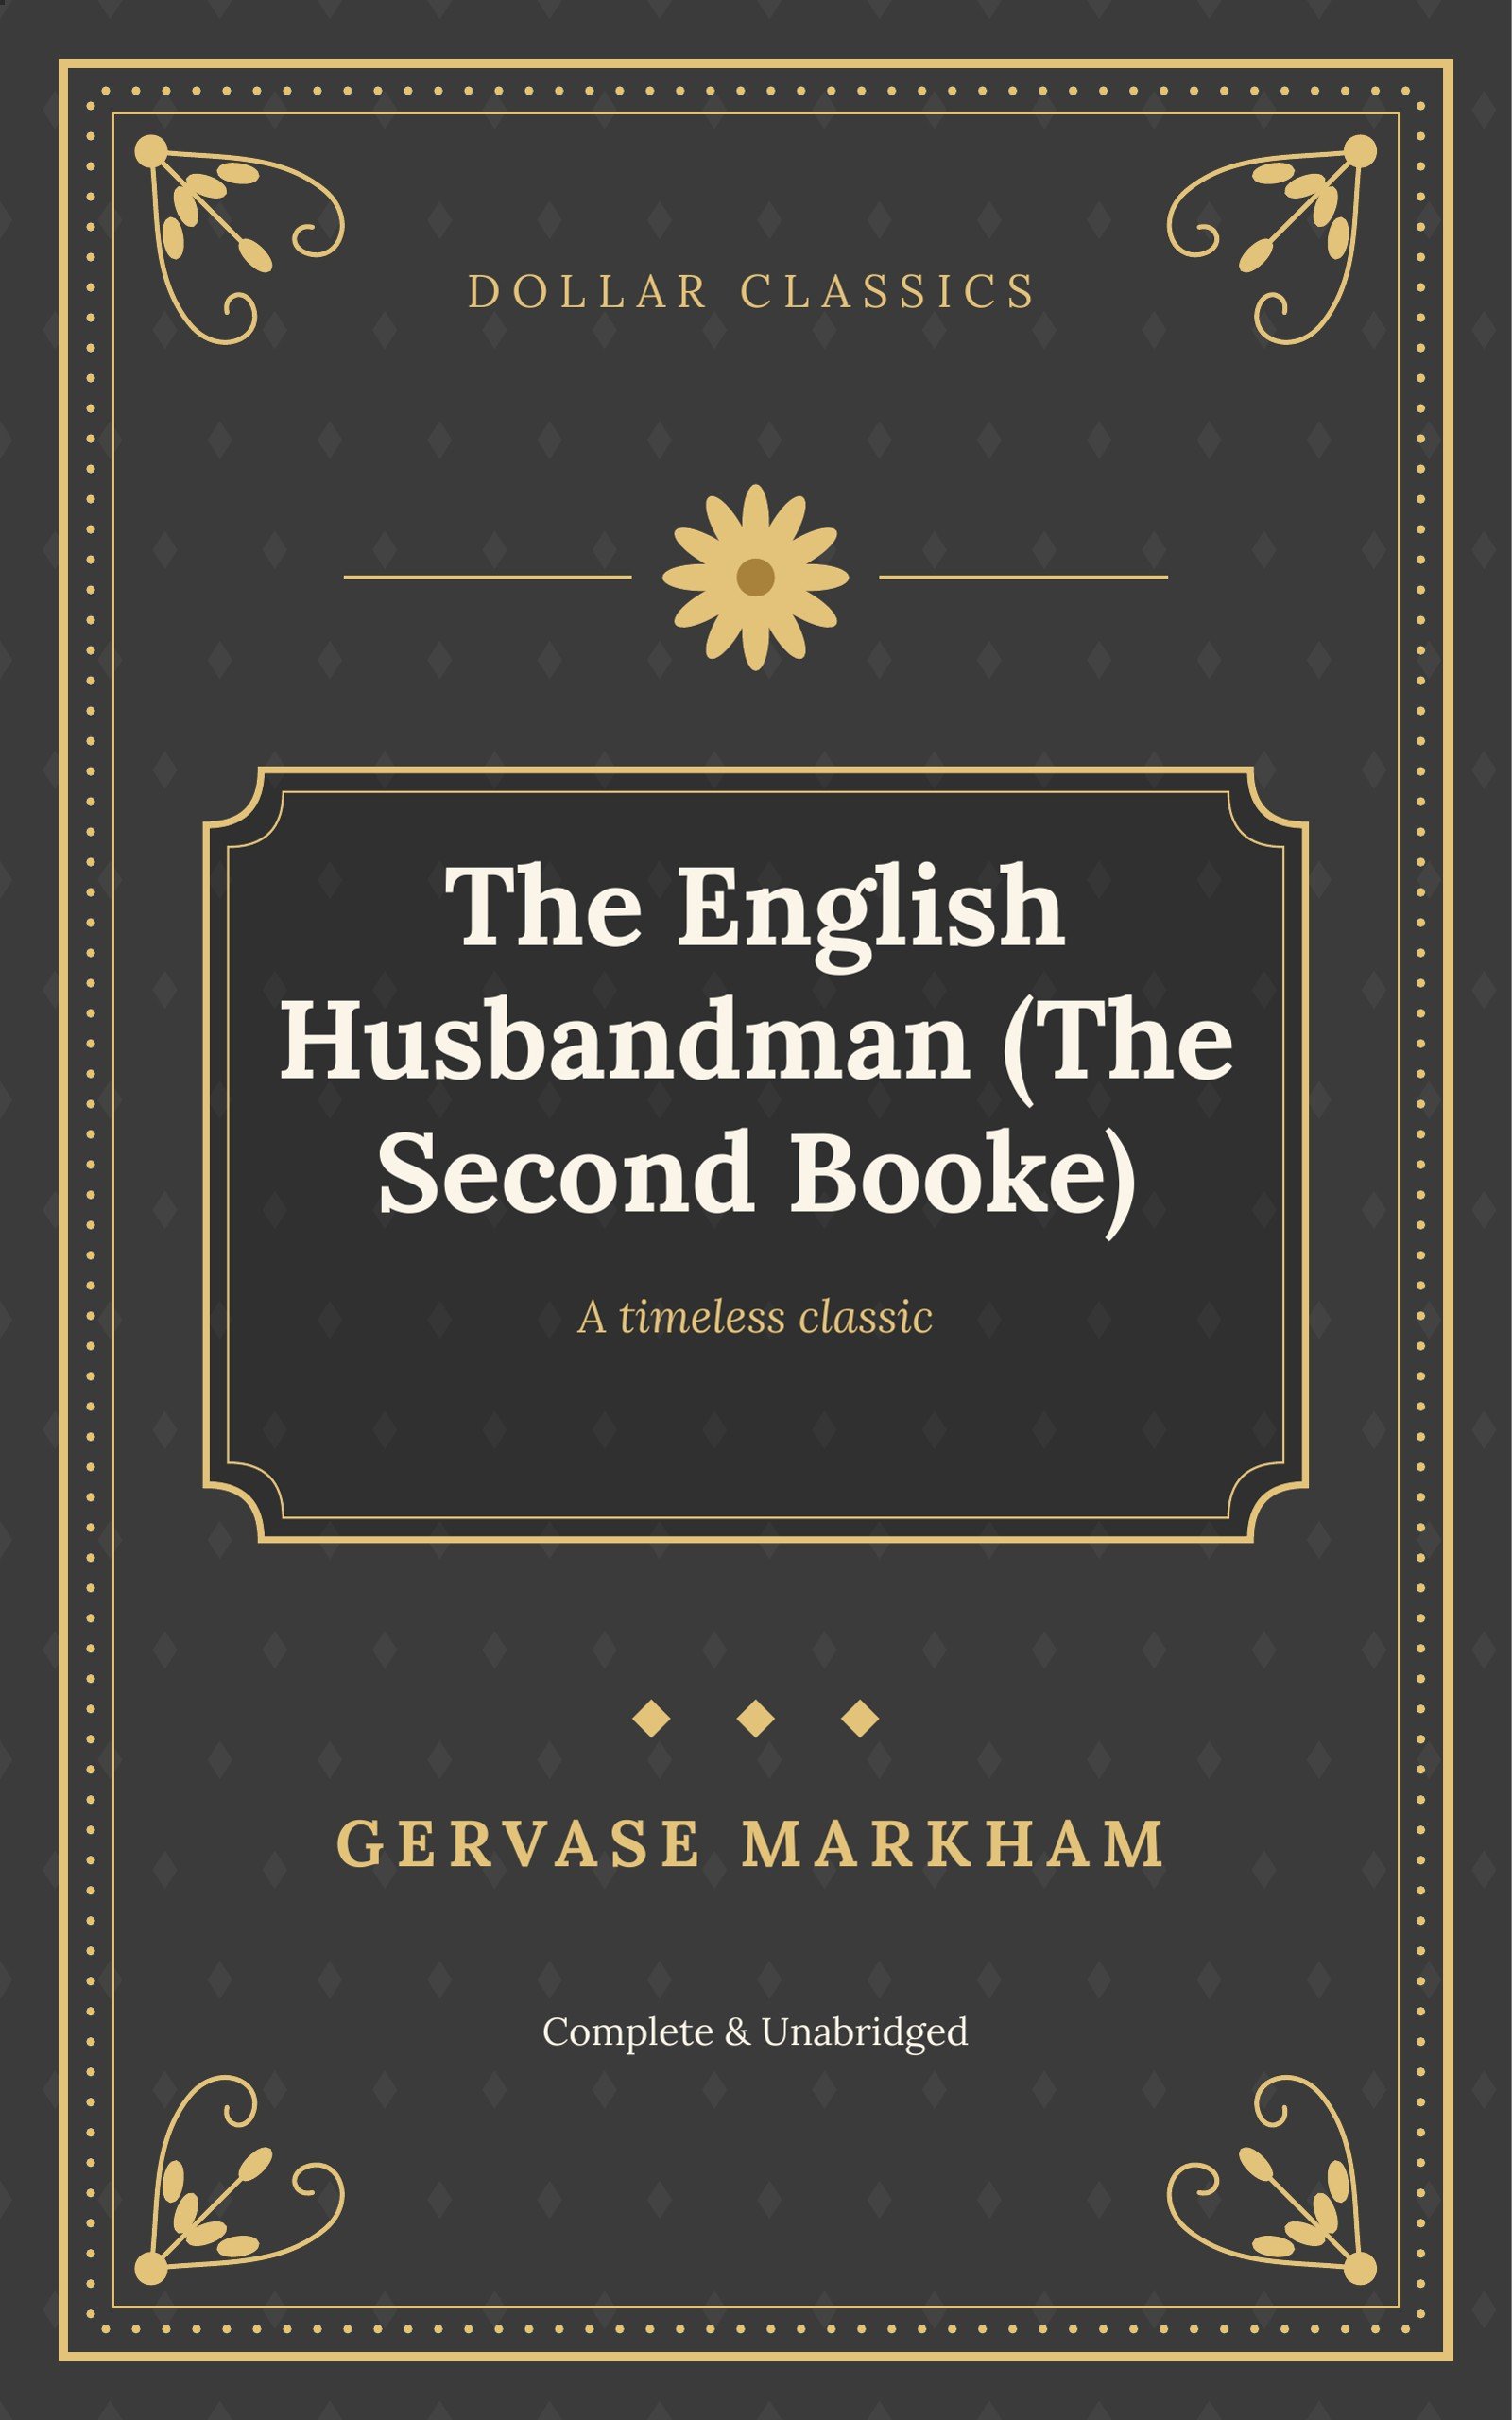 DOLLAR CLASSICS
The English
Husbandman (The
Second Booke)
A timeless classic
GERVASE MARKHAM
Complete & Unabridged